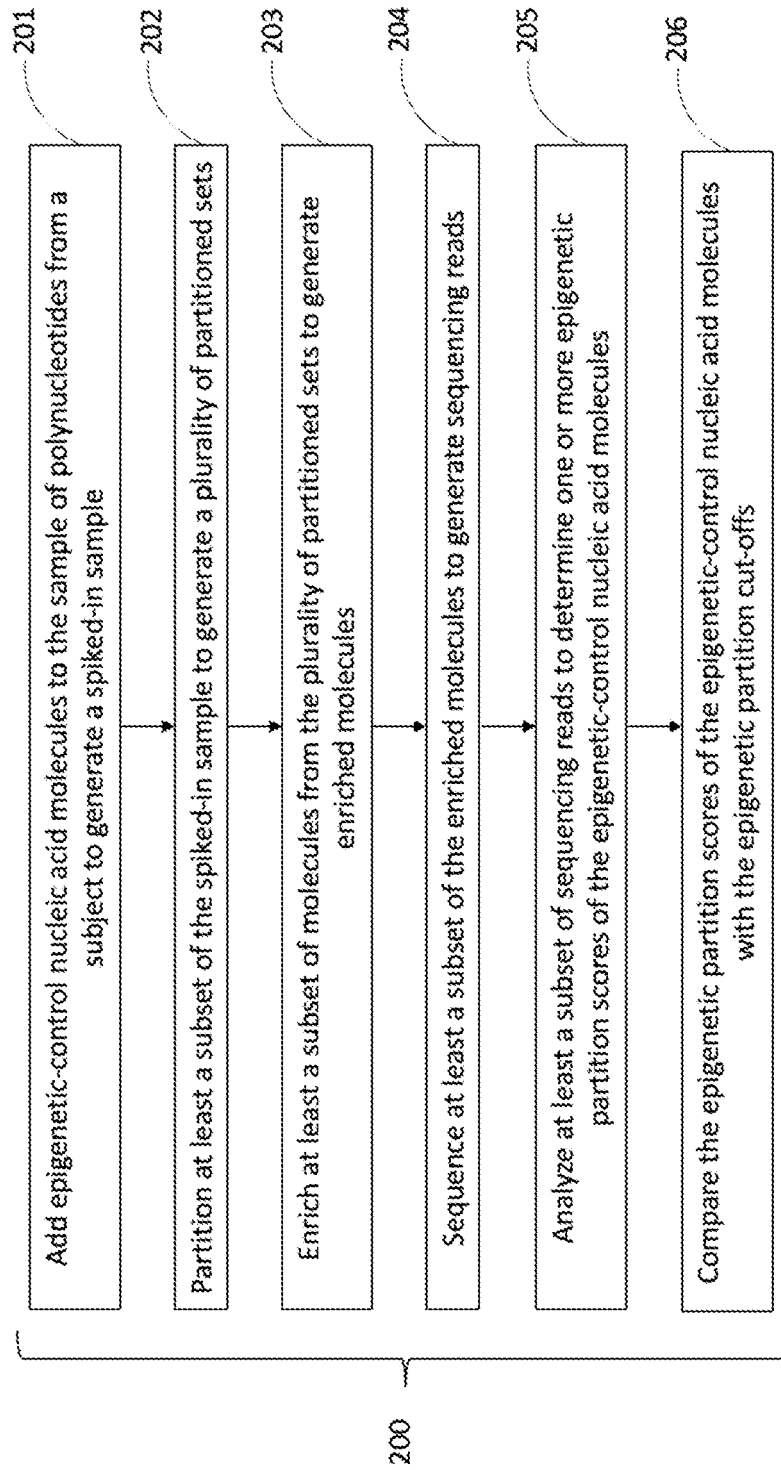 200
Add epigenetic-control nucleic acid molecules to the sample of polynucleotides from a
subject to generate a spiked-in sample
201
Partition at least a subset of the spiked-in sample to generate a plurality of partitioned sets
202
Enrich at least a subset of molecules from the plurality of partitioned sets to generate
enriched molecules
203
Sequence at least a subset of the enriched molecules to generate sequencing reads
204
Analyze at least a subset of sequencing reads to determine one or more epigenetic
partition scores of the epigenetic-control nucleic acid molecules
205
Compare the epigenetic partition scores of the epigenetic-control nucleic acid molecules
with the epigenetic partition cut-offs
206